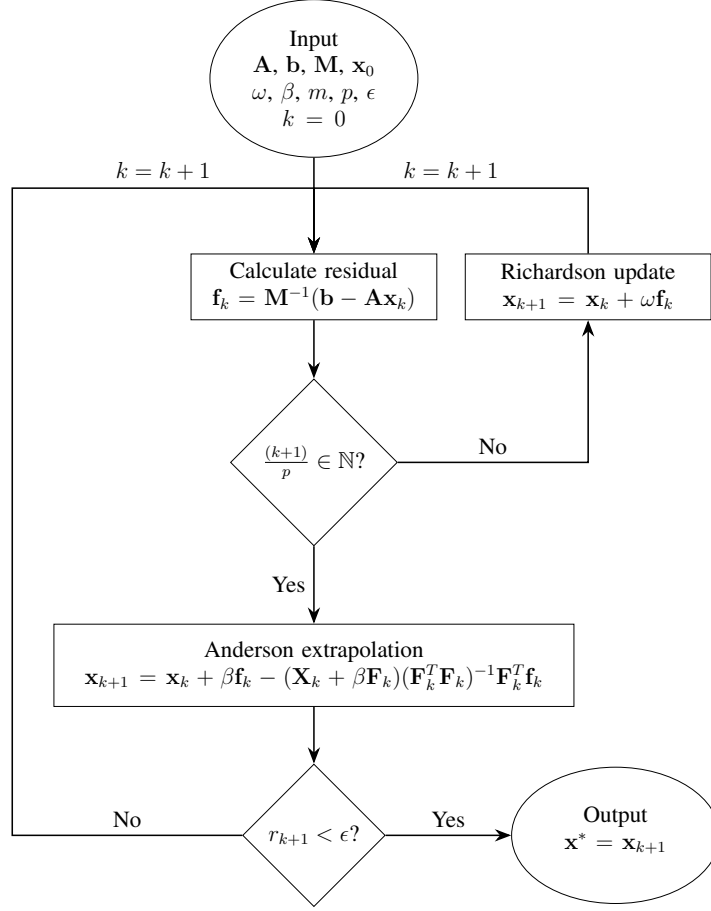 Input
A, b, M, x₀
ω, β, m, p, ϵ
k = 0
k = k + 1
k = k + 1
Calculate residual
f_k = M⁻¹(b − Ax_k)
Richardson update
x_{k+1} = x_k + ωf_k
(k+1)/p ∈ ℕ?
No
Yes
Anderson extrapolation
x_{k+1} = x_k + βf_k − (X_k + βF_k)(F_k^T F_k)⁻¹F_k^T f_k
No
r_{k+1} < ϵ?
Yes
Output
x* = x_{k+1}